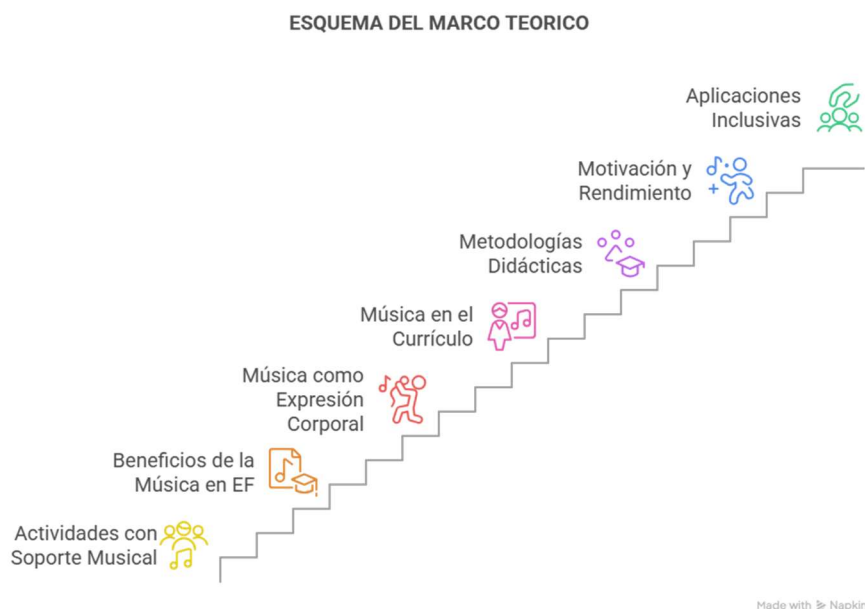 ESQUEMA DEL MARCO TEORICO
Aplicaciones
Inclusivas
Motivación y
Rendimiento
Metodologías
Didácticas
Música en el
Currículo
Música como
Expresión
Corporal
Beneficios de la
Música en EF
Actividades con
Soporte Musical
Made with Napkin